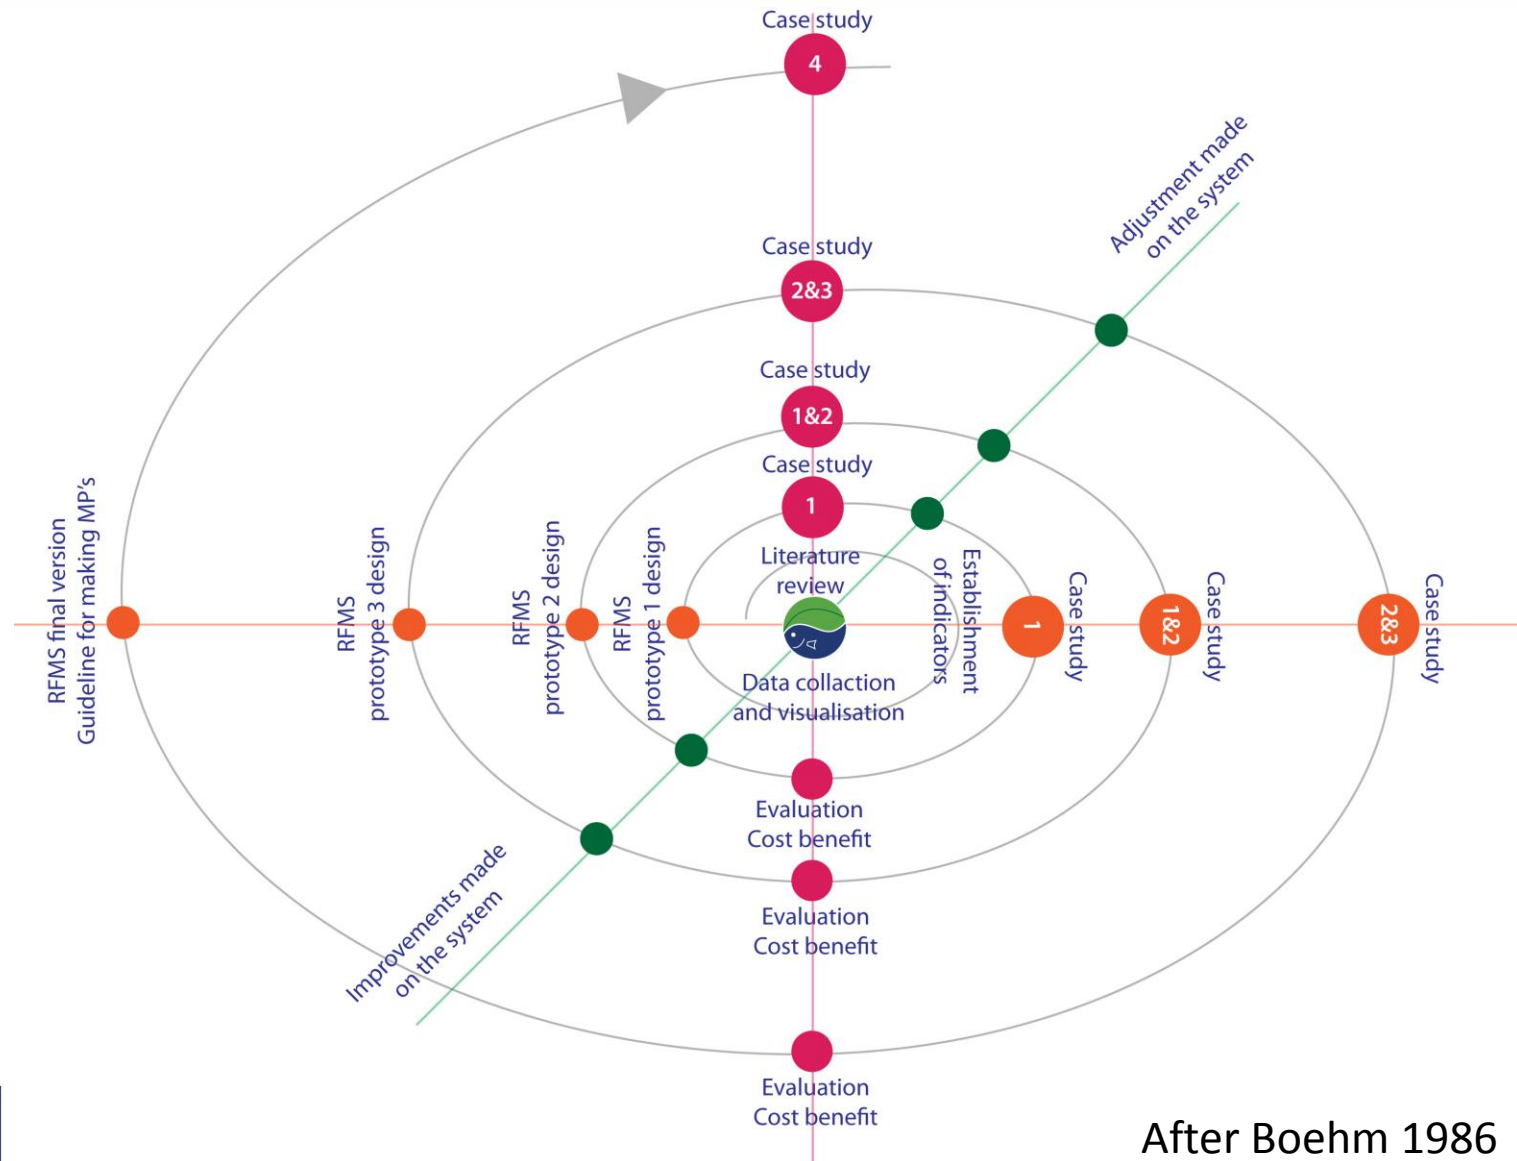 Case study
4
Adjustment made
on the system
Case study
2&3
Case study
1&2
Case study
1
Literature
review
Establishment
of indicators
Data collaction
and visualisation
RFMS final version
Guideline for making MP's
RFMS
prototype 3 design
RFMS
prototype 2 design
RFMS
prototype 1 design
1
Case study
1&2
Case study
2&3
Case study
Evaluation
Cost benefit
Evaluation
Cost benefit
Improvements made
on the system
Evaluation
Cost benefit
After Boehm 1986